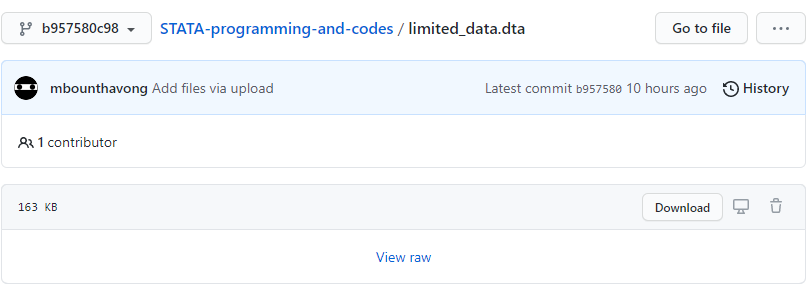 b957580c98 STATA-programming-and-codes / limited_data.dta Go to file ...
mbounthavong Add files via upload Latest commit b957580 10 hours ago History
1 contributor
163 KB Download
View raw